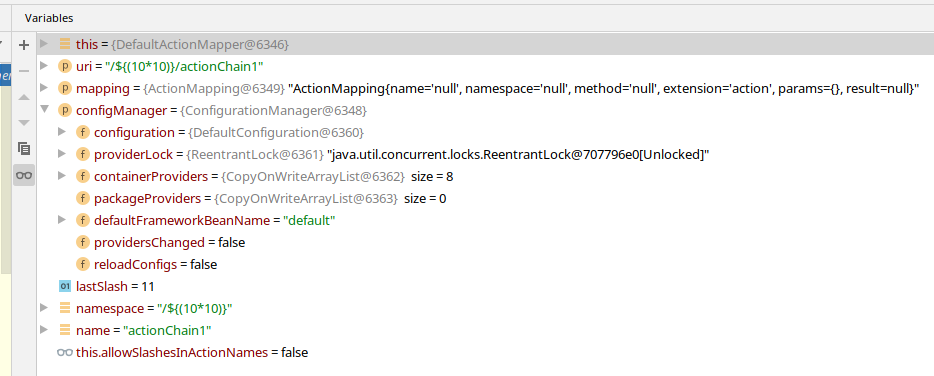 Variables
this = {DefaultActionMapper@6346}
uri = "/${(10*10)}/actionChain1"
mapping = {ActionMapping@6349} "ActionMapping{name='null', namespace='null', method='null', extension='action', params={}, result=null}"
configManager = {ConfigurationManager@6348}
configuration = {DefaultConfiguration@6360}
providerLock = {ReentrantLock@6361} "java.util.concurrent.locks.ReentrantLock@707796e0[Unlocked]"
containerProviders = {CopyOnWriteArrayList@6362} size = 8
packageProviders = {CopyOnWriteArrayList@6363} size = 0
defaultFrameworkBeanName = "default"
providersChanged = false
reloadConfigs = false
lastSlash = 11
namespace = "/${(10*10)}"
name = "actionChain1"
this.allowSlashesInActionNames = false